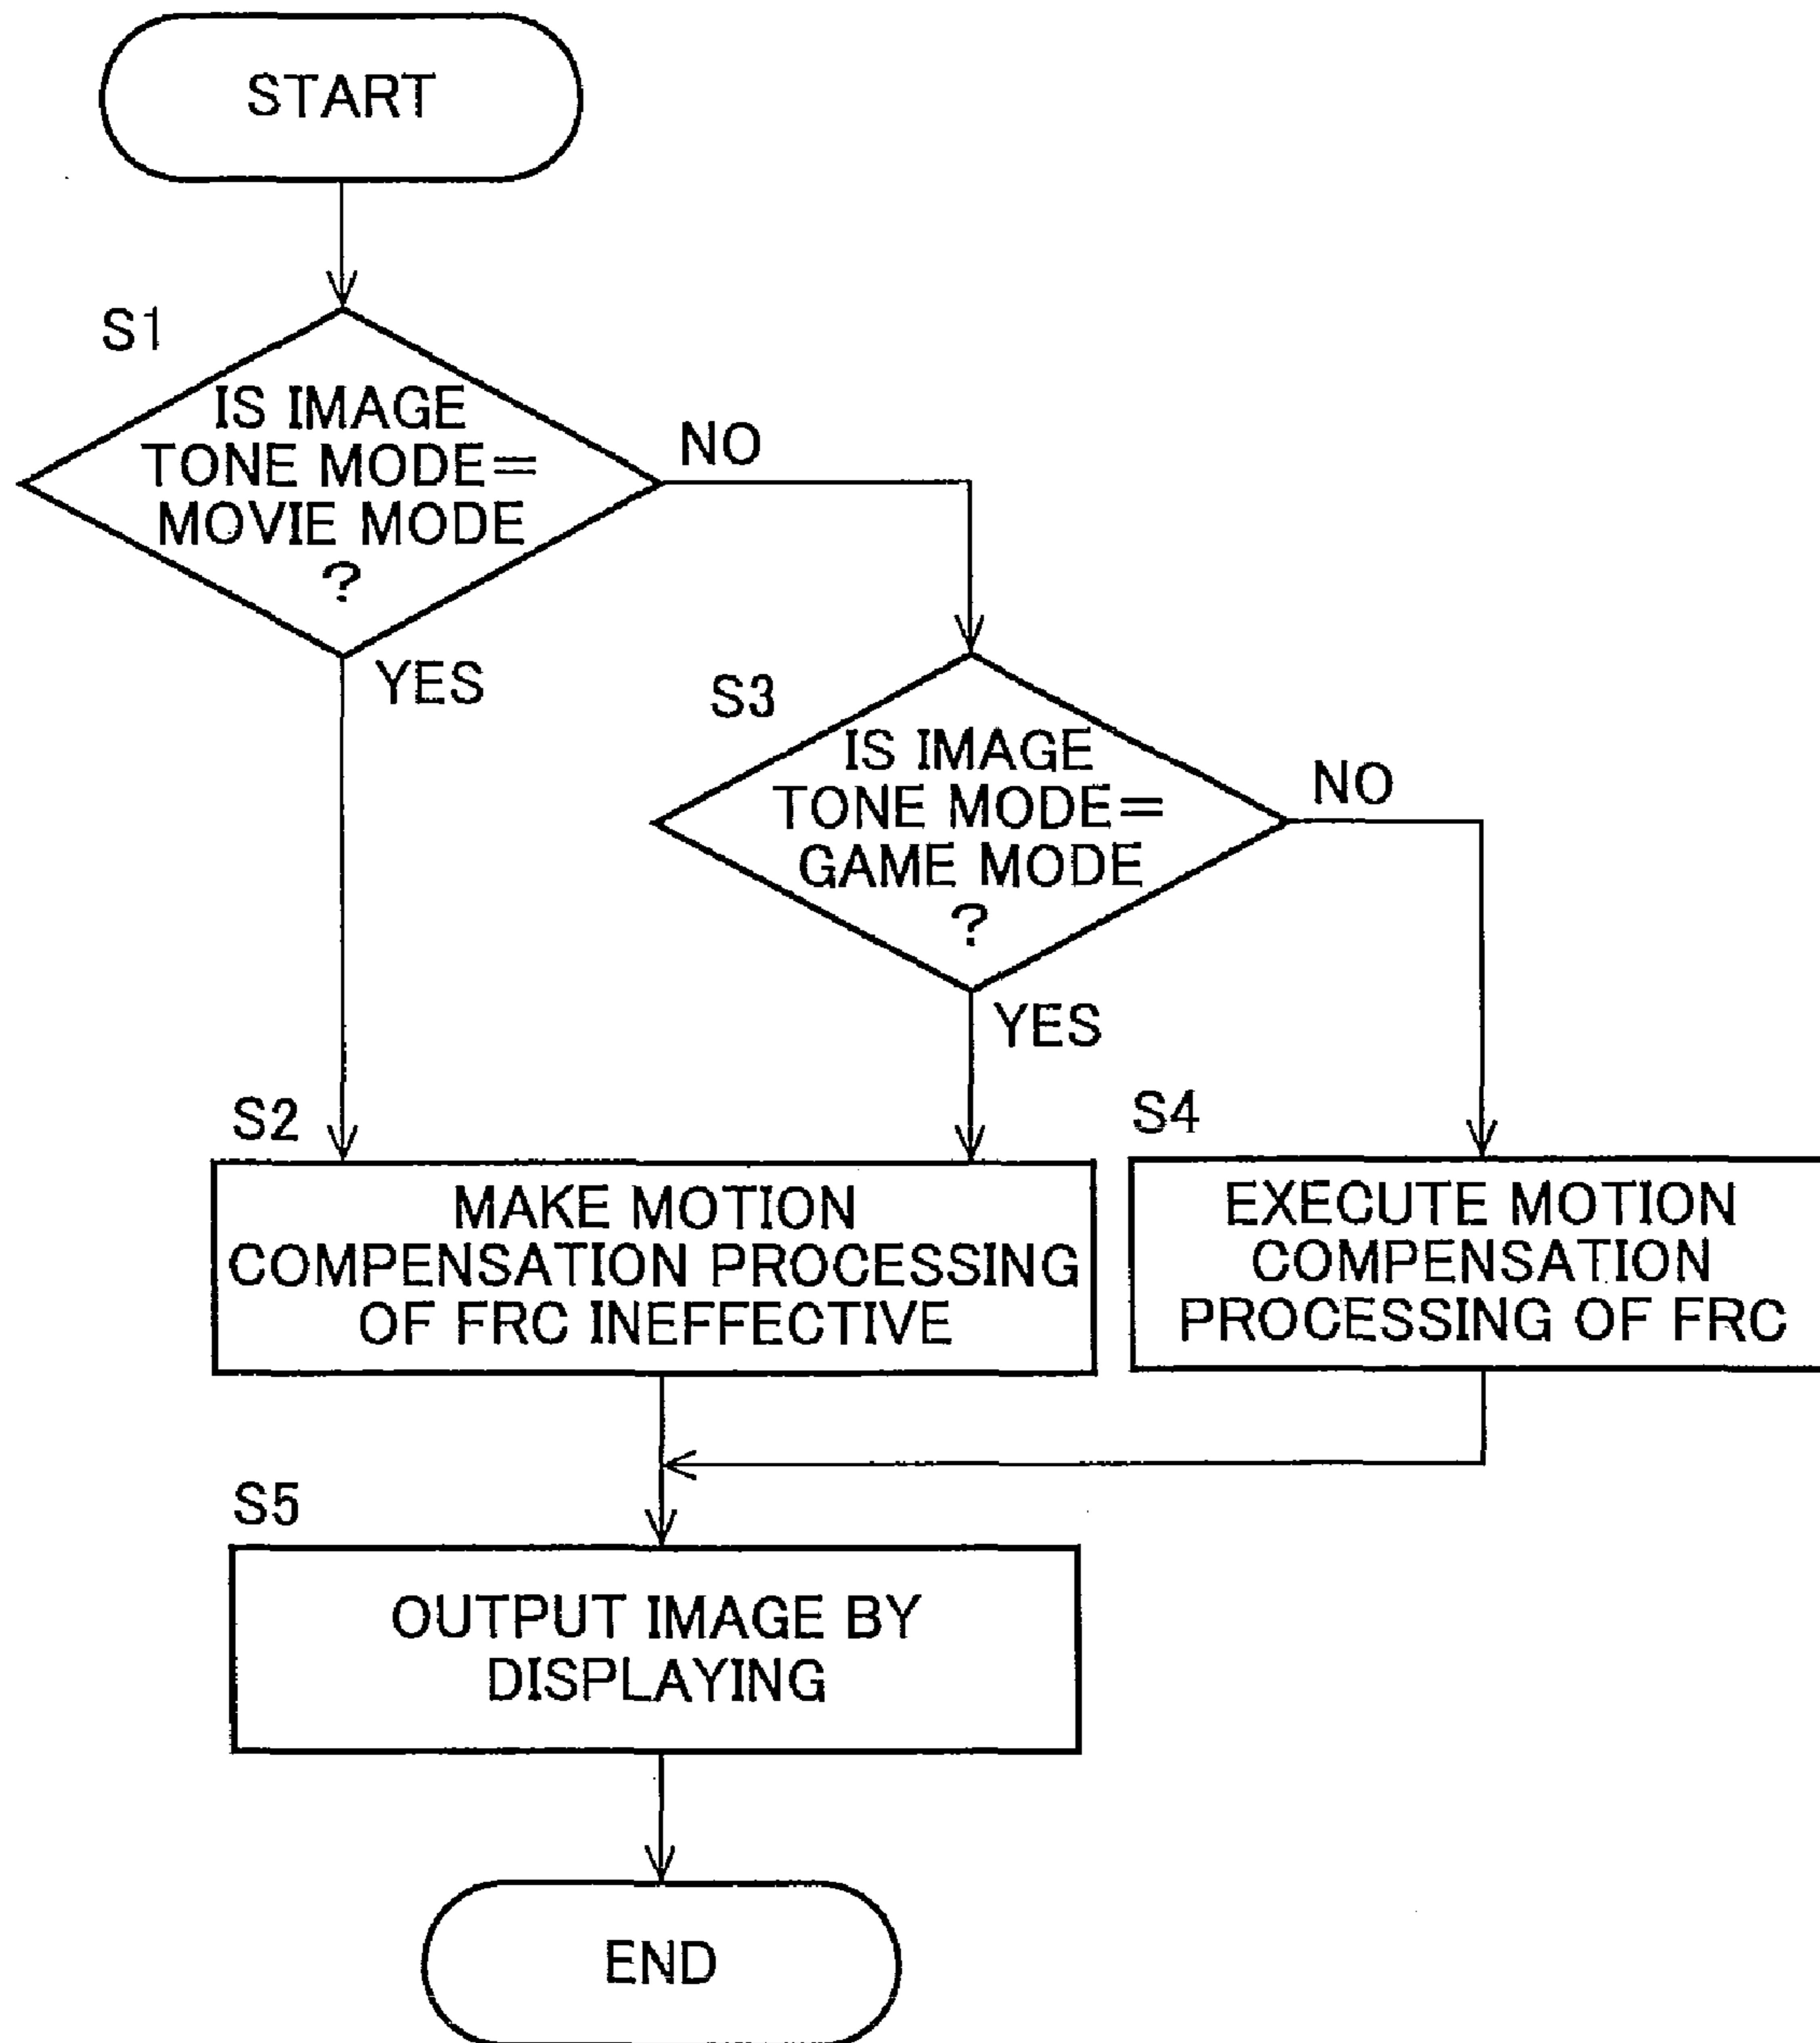 START
S1
IS IMAGE
TONE MODE=
MOVIE MODE
?
NO
YES
S3
IS IMAGE
TONE MODE=
GAME MODE
?
NO
YES
S2
MAKE MOTION
COMPENSATION PROCESSING
OF FRC INEFFECTIVE
S4
EXECUTE MOTION
COMPENSATION
PROCESSING OF FRC
S5
OUTPUT IMAGE BY
DISPLAYING
END